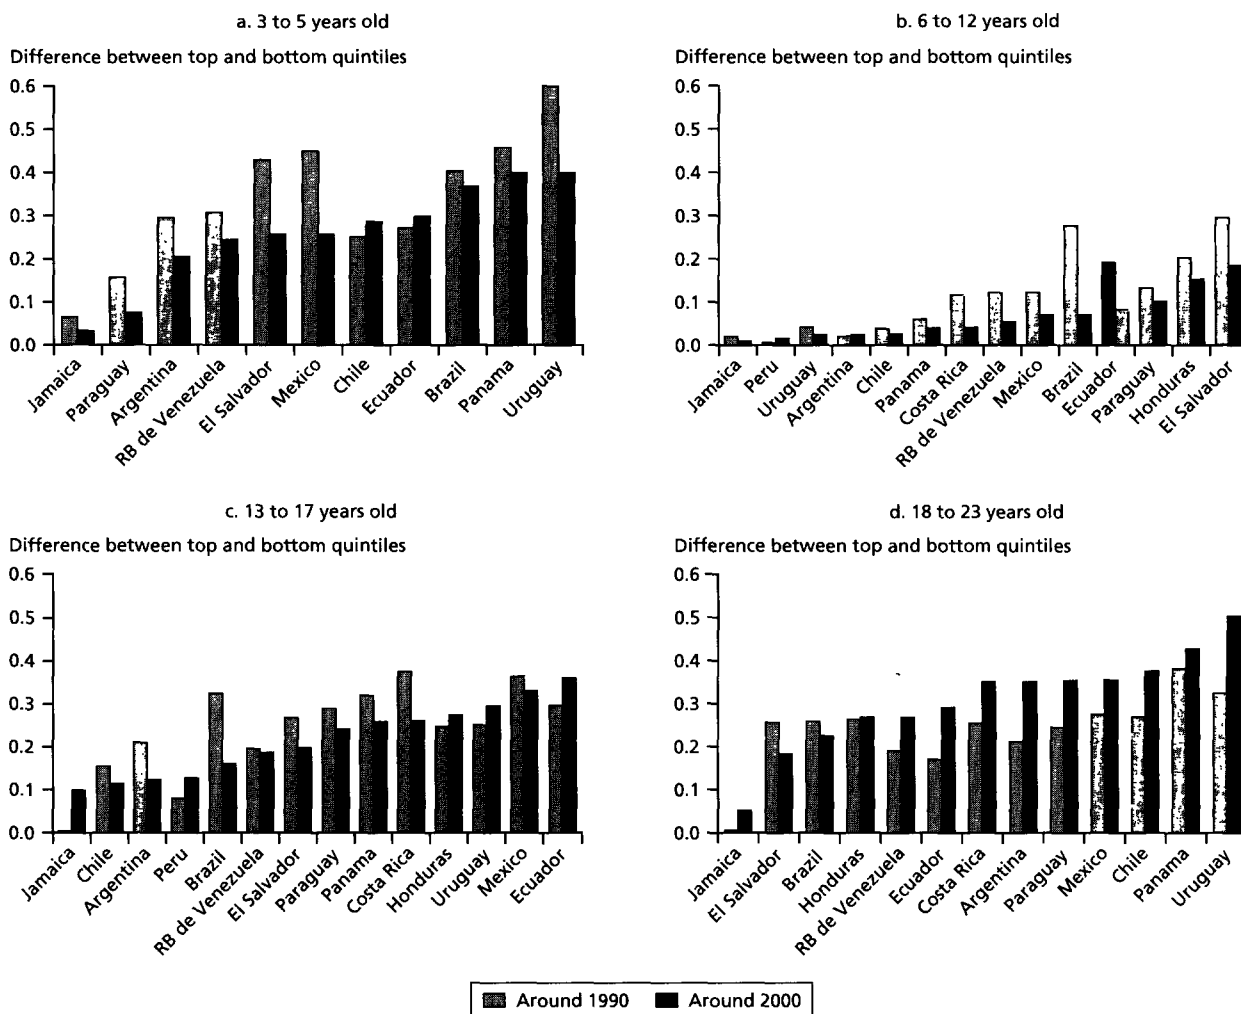 a. 3 to 5 years old
Difference between top and bottom quintiles
0.6
0.5
0.4
0.3
0.2
0.1
0.0
Jamaica
Paraguay
Argentina
RB de Venezuela
El Salvador
Mexico
Chile
Ecuador
Brazil
Panama
Uruguay
b. 6 to 12 years old
Difference between top and bottom quintiles
0.6
0.5
0.4
0.3
0.2
0.1
0.0
Jamaica
Peru
Uruguay
Argentina
Chile
Panama
Costa Rica
RB de Venezuela
Mexico
Brazil
Ecuador
Paraguay
Honduras
El Salvador
c. 13 to 17 years old
Difference between top and bottom quintiles
0.6
0.5
0.4
0.3
0.2
0.1
0.0
Jamaica
Chile
Argentina
Peru
Brazil
RB de Venezuela
El Salvador
Paraguay
Panama
Costa Rica
Honduras
Uruguay
Mexico
Ecuador
d. 18 to 23 years old
Difference between top and bottom quintiles
0.6
0.5
0.4
0.3
0.2
0.1
0.0
Jamaica
El Salvador
Brazil
Honduras
RB de Venezuela
Ecuador
Costa Rica
Argentina
Paraguay
Mexico
Chile
Panama
Uruguay
Around 1990
Around 2000